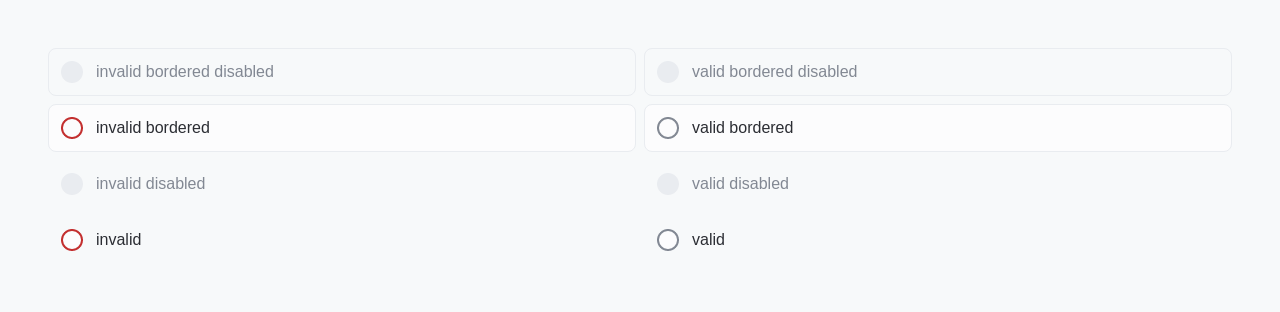 invalid bordered disabled
valid bordered disabled
invalid bordered
valid bordered
invalid disabled
valid disabled
invalid
valid